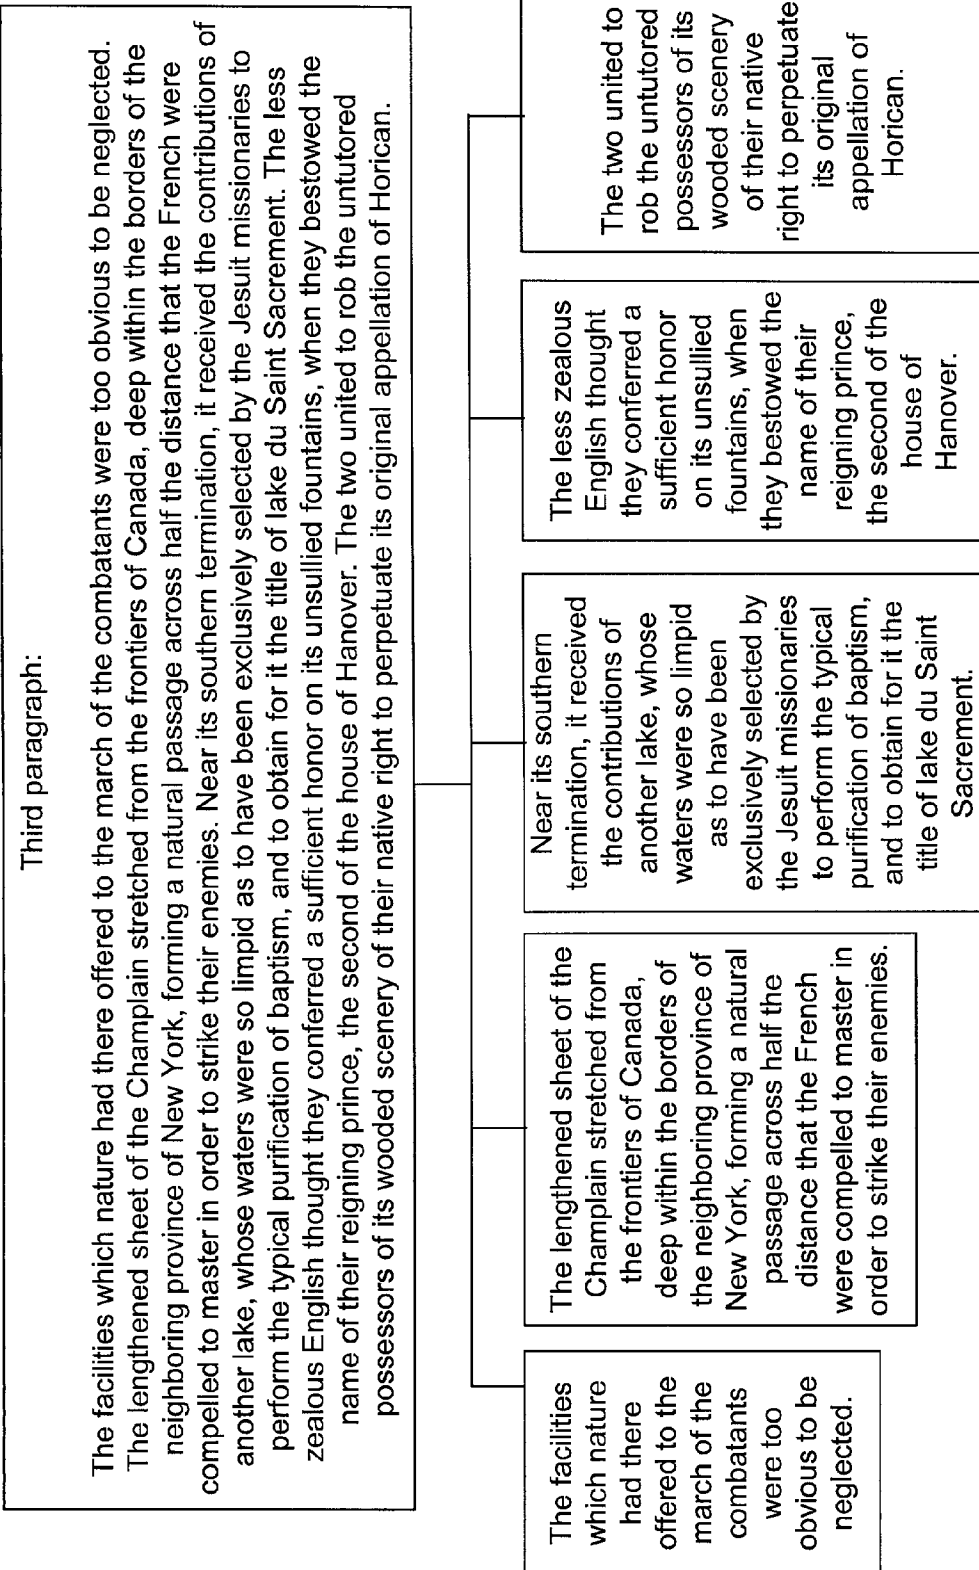 Third paragraph:
The facilities which nature had there offered to the march of the combatants were too obvious to be neglected.
The lengthened sheet of the Champlain stretched from the frontiers of Canada, deep within the borders of the
neighboring province of New York, forming a natural passage across half the distance that the French were
compelled to master in order to strike their enemies. Near its southern termination, it received the contributions of
another lake, whose waters were so limpid as to have been exclusively selected by the Jesuit missionaries to
perform the typical purification of baptism, and to obtain for it the title of lake du Saint Sacrement. The less
zealous English thought they conferred a sufficient honor on its unsullied fountains, when they bestowed the
name of their reigning prince, the second of the house of Hanover. The two united to rob the untutored
possessors of its wooded scenery of their native right to perpetuate its original appellation of Horican.
The facilities
which nature
had there
offered to the
march of the
combatants
were too
obvious to be
neglected.
The lengthened sheet of the
Champlain stretched from
the frontiers of Canada,
deep within the borders of
the neighboring province of
New York, forming a natural
passage across half the
distance that the French
were compelled to master in
order to strike their enemies.
Near its southern
termination, it received
the contributions of
another lake, whose
waters were so limpid
as to have been
exclusively selected by
the Jesuit missionaries
to perform the typical
purification of baptism,
and to obtain for it the
title of lake du Saint
Sacrement.
The less zealous
English thought
they conferred a
sufficient honor
on its unsullied
fountains, when
they bestowed the
name of their
reigning prince,
the second of the
house of
Hanover.
The two united to
rob the untutored
possessors of its
wooded scenery
of their native
right to perpetuate
its original
appellation of
Horican.